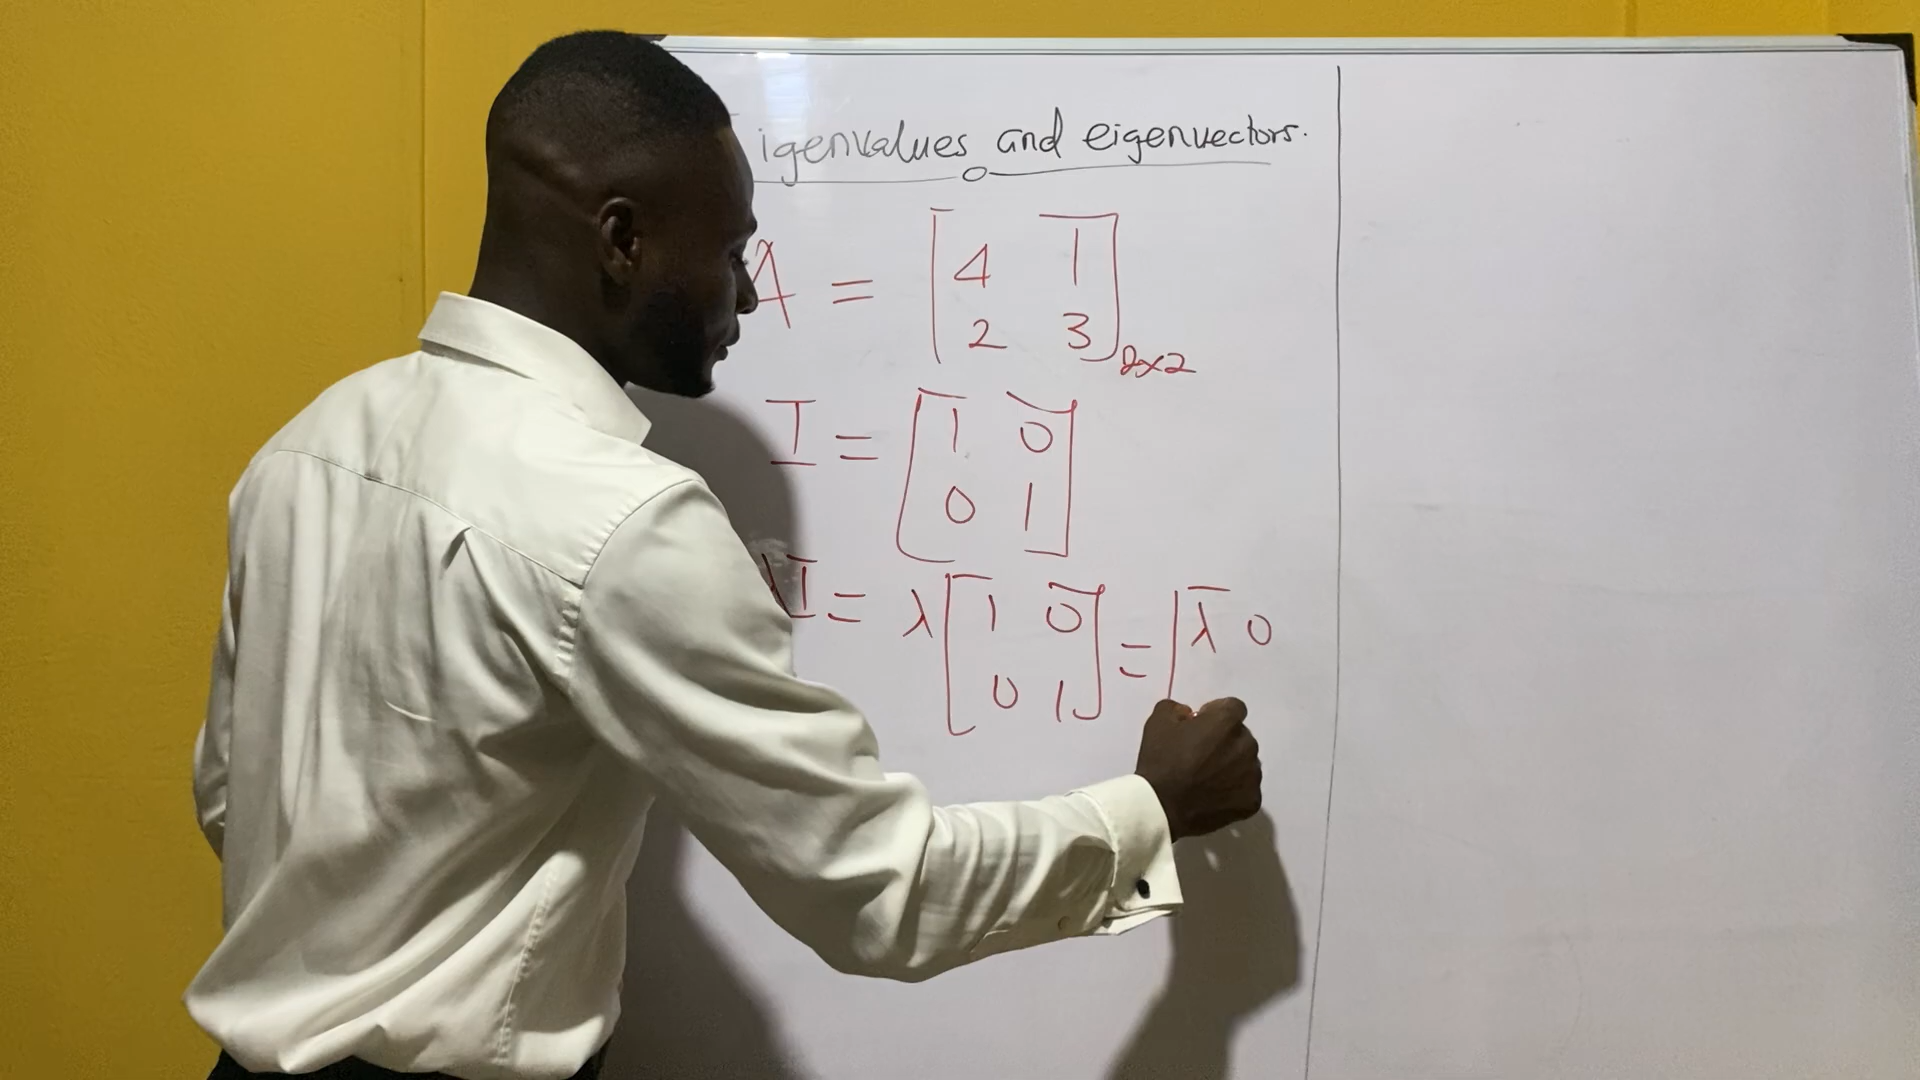 igenvalues and eigenvectors.
A = [4 1
2 3]2x2
I = [1 0
0 1]
λI = λ[1 0 = [λ 0
0 1]